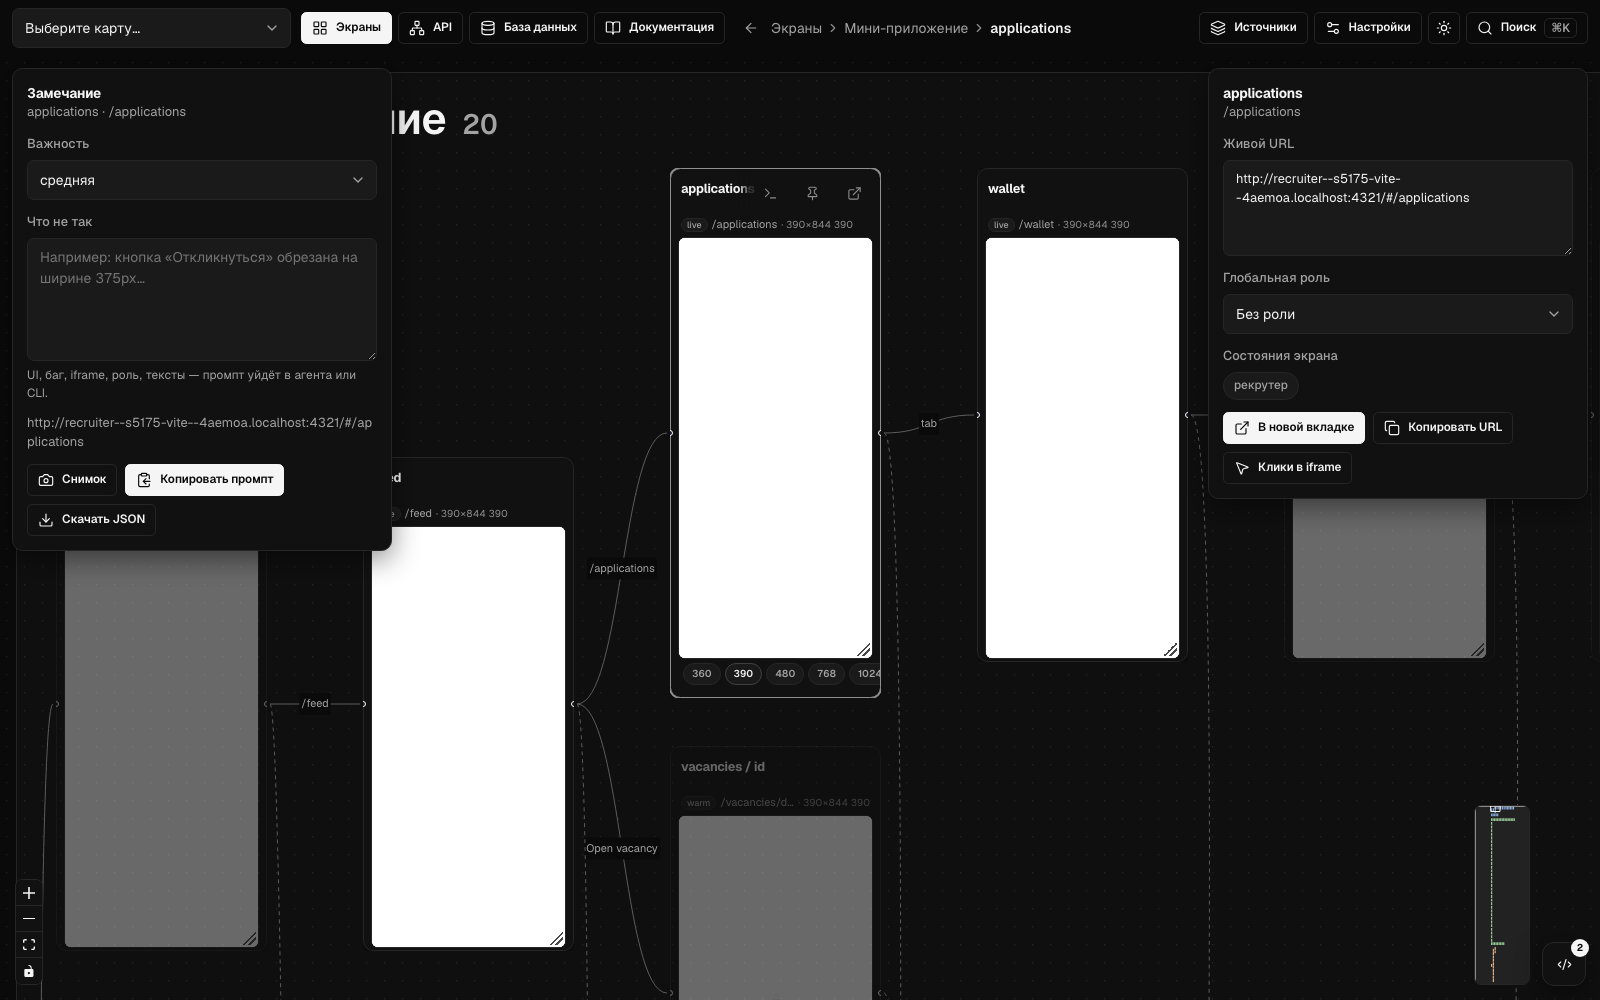 Выберите карту...
Экраны
API
База данных
Документация
Экраны
Мини-приложение
applications
Источники
Настройки
Поиск
⌘K
Замечание
applications · /applications
Важность
средняя
Что не так
Например: кнопка «Откликнуться» обрезана на
ширине 375px...
UI, баг, iframe, роль, тексты — промпт уйдёт в агента или
CLI.
http://recruiter--s5175-vite--4aemoa.localhost:4321/#/ap
plications
Снимок
Копировать промпт
Скачать JSON
ие 20
applications
live /applications · 390×844 390
360
390
480
768
1024
tab
wallet
live /wallet · 390×844 390
applications
/applications
Живой URL
http://recruiter--s5175-vite-
-4aemoa.localhost:4321/#/applications
Глобальная роль
Без роли
Состояния экрана
рекрутер
В новой вкладке
Копировать URL
Клики в iframe
ed
/feed · 390×844 390
/feed
/applications
Open vacancy
vacancies / id
warm /vacancies/d... · 390×844 390
2